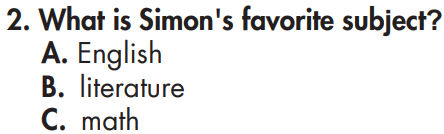 2. What is Simon's favorite subject?
A. English
B. literature
C. math